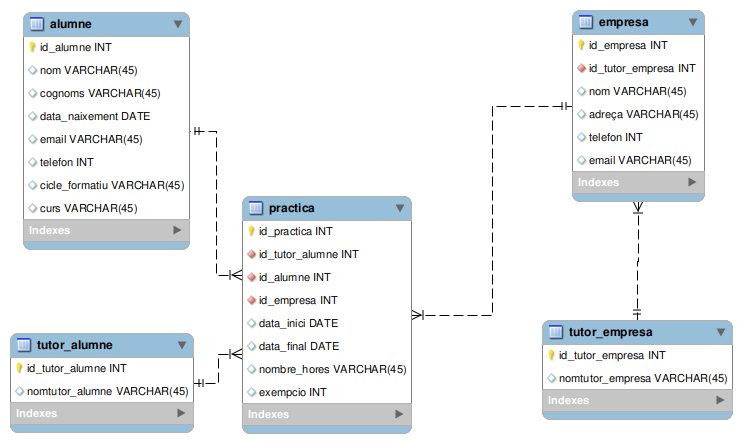 alumne
id_alumne INT
nom VARCHAR(45)
cognoms VARCHAR(45)
data_naixement DATE
email VARCHAR(45)
telefon INT
cicle_formatiu VARCHAR(45)
curs VARCHAR(45)
Indexes
empresa
id_empresa INT
id_tutor_empresa INT
nom VARCHAR(45)
adreça VARCHAR(45)
telefon INT
email VARCHAR(45)
Indexes
practica
id_practica INT
id_tutor_alumne INT
id_alumne INT
id_empresa INT
data_inici DATE
data_final DATE
nombre_hores VARCHAR(45)
exempcio INT
Indexes
tutor_alumne
id_tutor_alumne INT
nomtutor_alumne VARCHAR(45)
Indexes
tutor_empresa
id_tutor_empresa INT
nomtutor_empresa VARCHAR(45)
Indexes